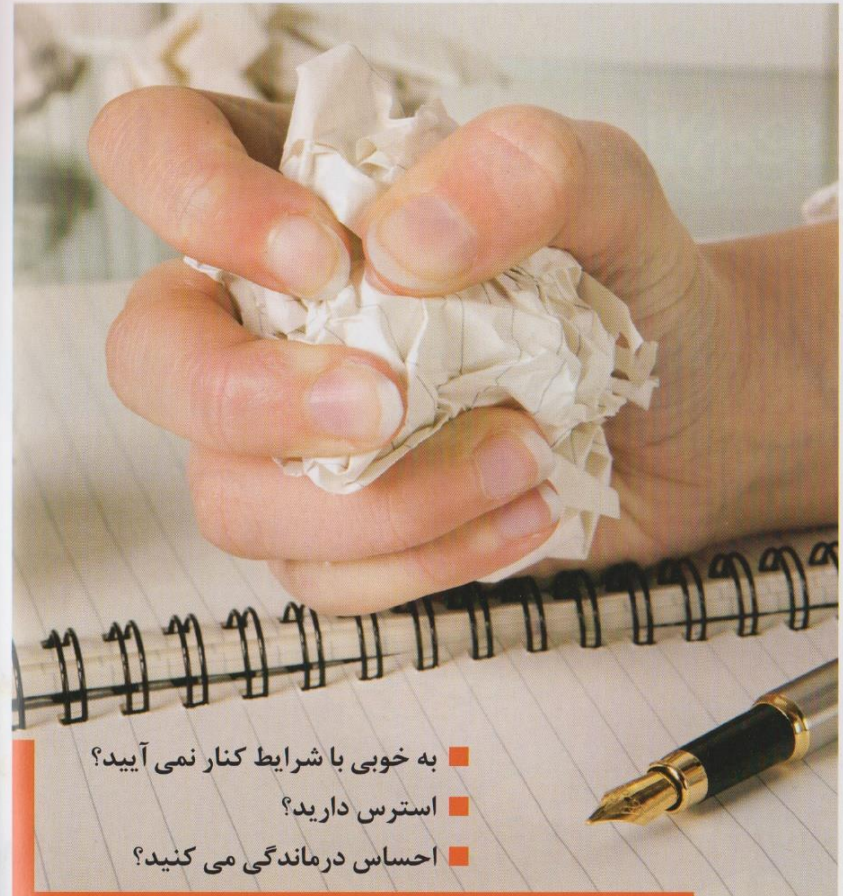 به خوبی با شرایط کنار نمی آیید؟
استرس دارید؟
احساس درماندگی می کنید؟